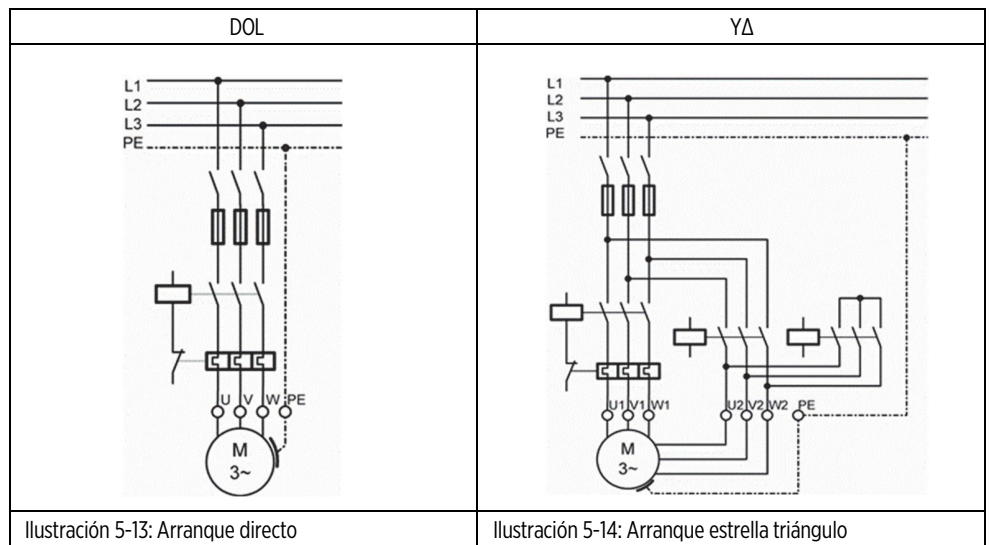 DOL
YΔ
L1
L2
L3
PE
U V W PE
M
3~
L1
L2
L3
PE
U1 V1 W1 U2 V2 W2 PE
M
3~
Ilustración 5-13: Arranque directo
Ilustración 5-14: Arranque estrella triángulo